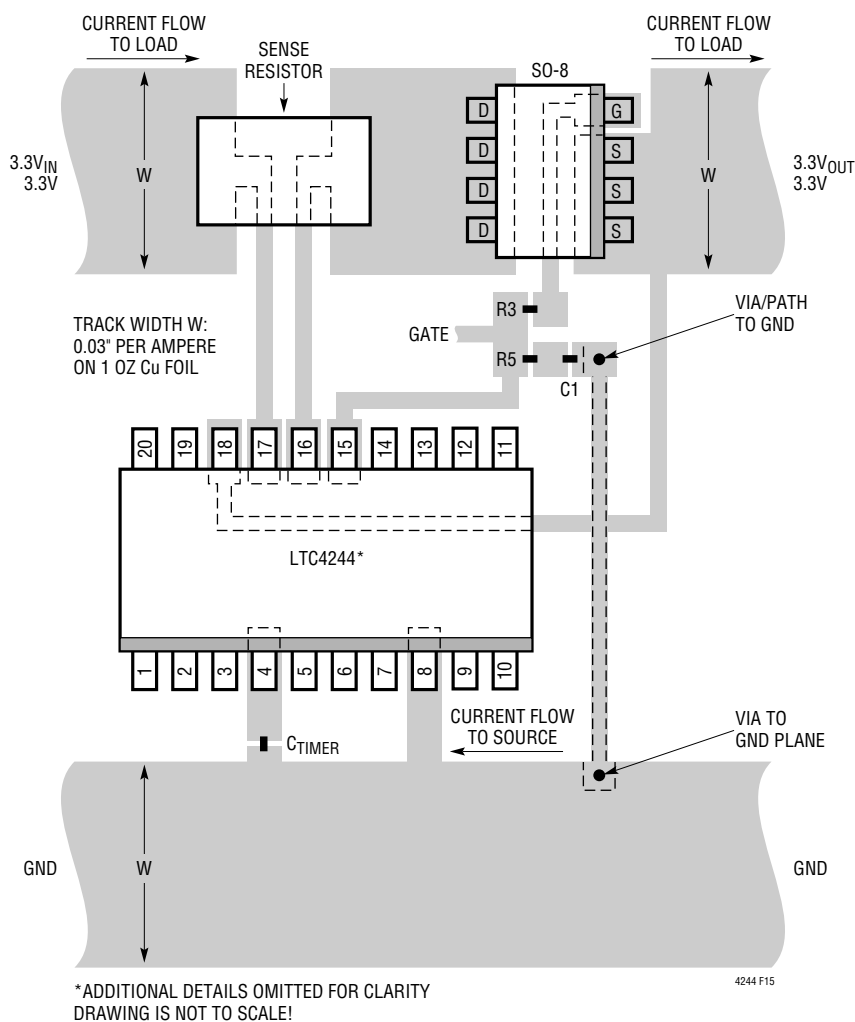 CURRENT FLOW
TO LOAD
SENSE
RESISTOR
SO-8
CURRENT FLOW
TO LOAD
3.3VIN
3.3V
W
D
D
D
D
G
S
S
S
W
3.3VOUT
3.3V
TRACK WIDTH W:
0.03" PER AMPERE
ON 1 OZ Cu FOIL
R3
GATE
R5
C1
VIA/PATH
TO GND
20 19 18 17 16 15 14 13 12 11
LTC4244*
1 2 3 4 5 6 7 8 9 10
CTIMER
CURRENT FLOW
TO SOURCE
VIA TO
GND PLANE
GND
W
GND
*ADDITIONAL DETAILS OMITTED FOR CLARITY
DRAWING IS NOT TO SCALE!
4244 F15